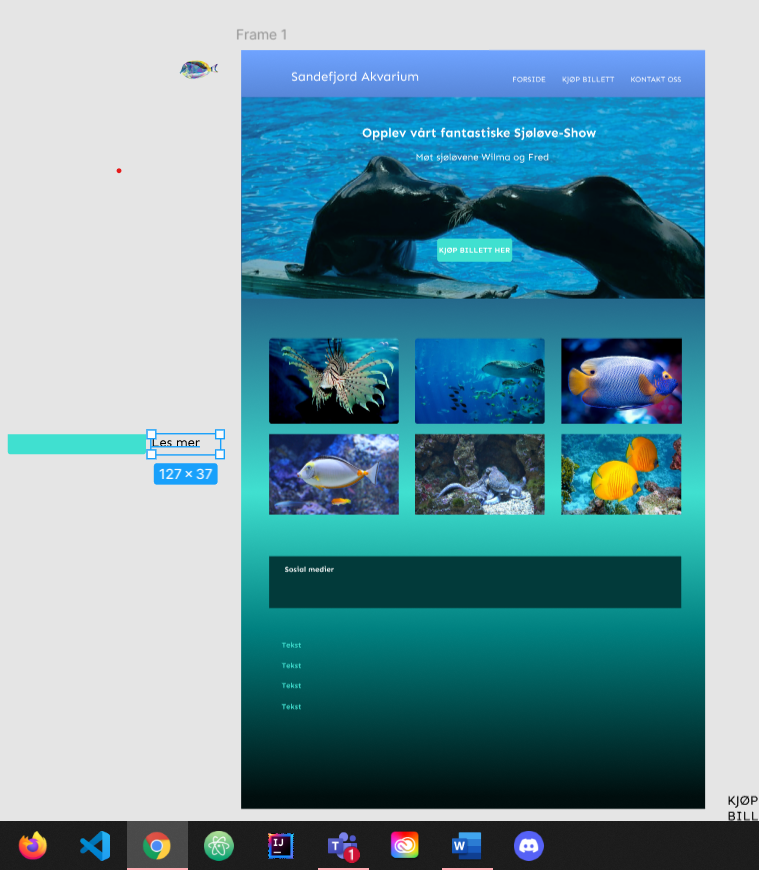 Frame 1
Sandefjord Akvarium
FORSIDE KJØP BILLETT KONTAKT OSS
Opplev vårt fantastiske Sjøløve-Show
Møt sjøløvene Wilma og Fred
KJØP BILLETT HER
Les mer
127 × 37
Sosial medier
Tekst
Tekst
Tekst
Tekst
KJØP
BILL
IJ
T
1
W